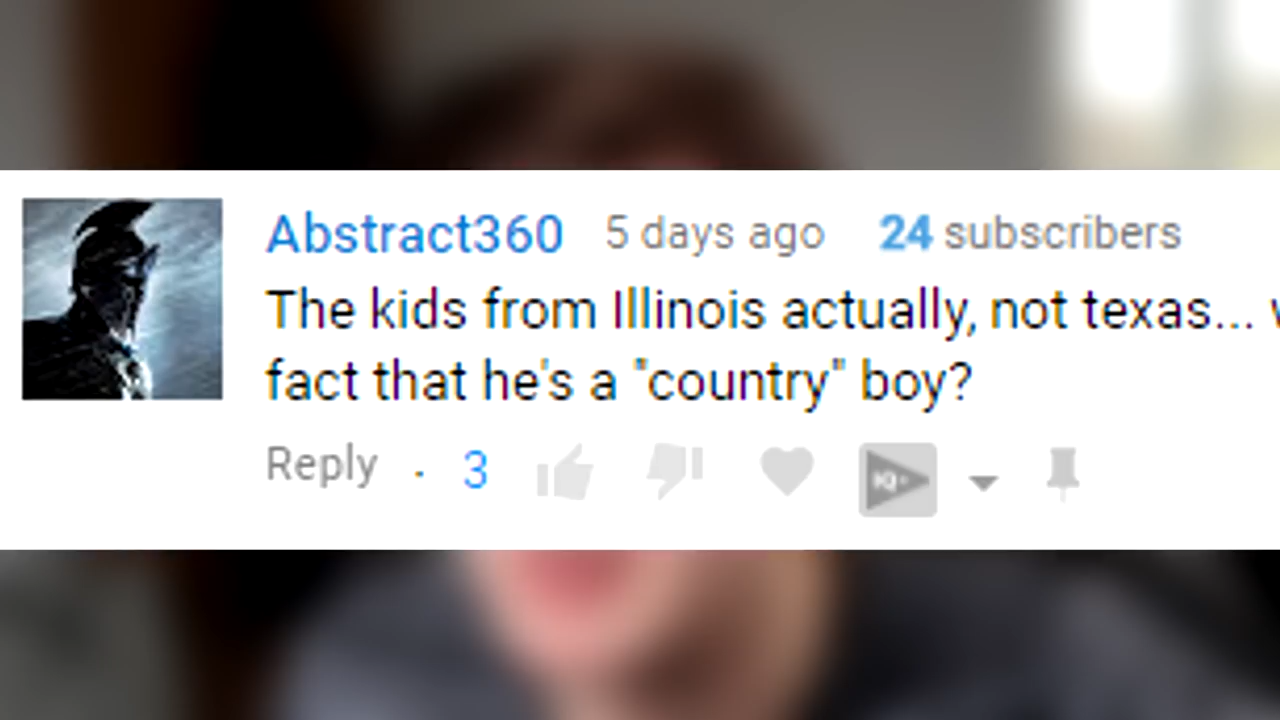 Abstract360 5 days ago 24 subscribers
The kids from Illinois actually, not texas...
fact that he's a "country" boy?
Reply · 3